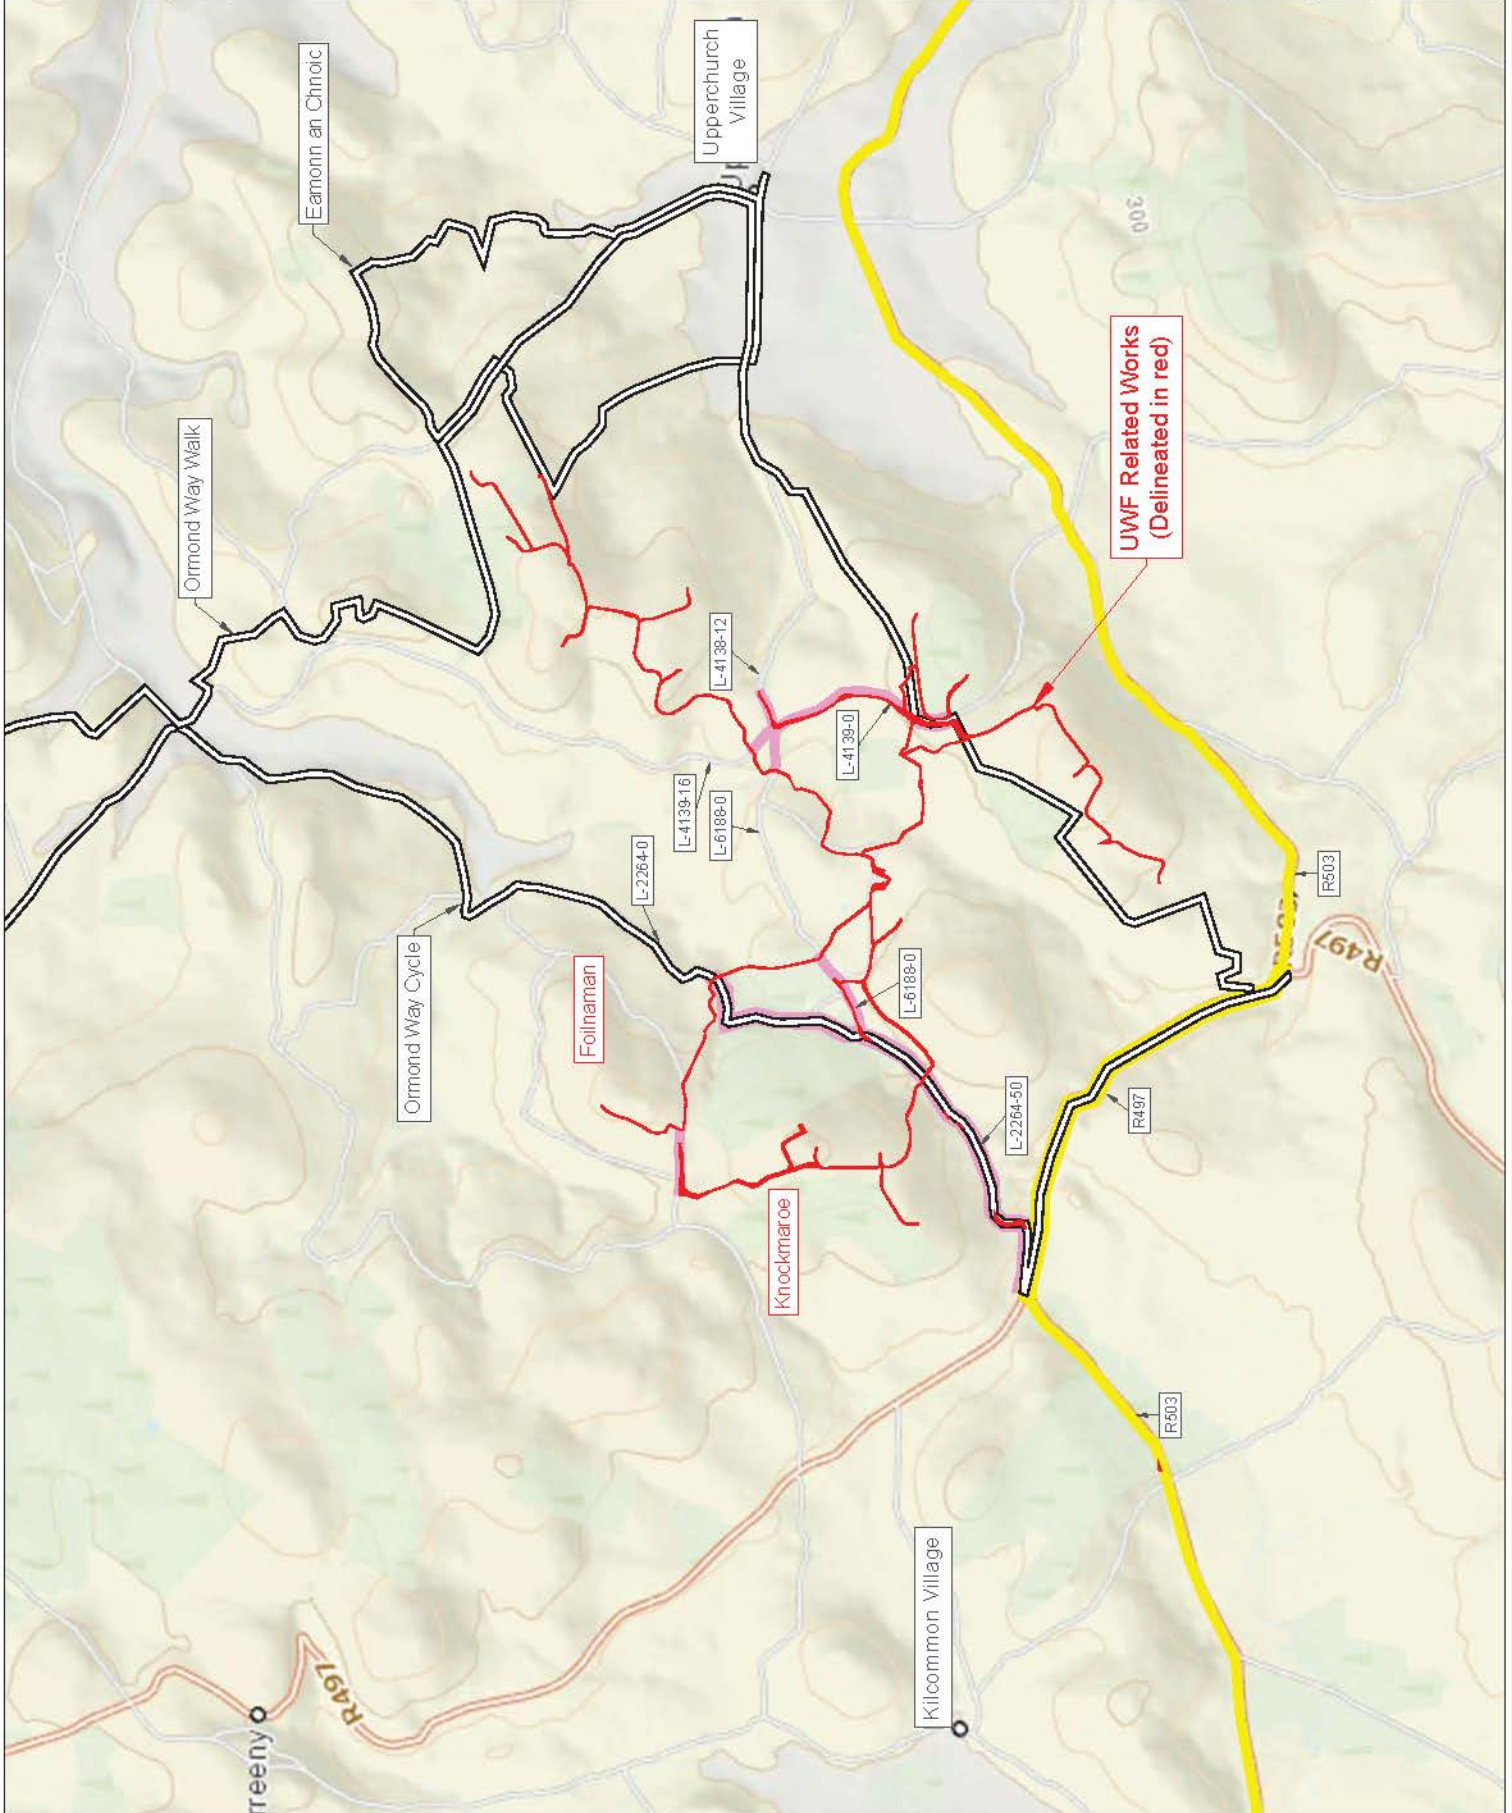 Eamonn an Chnoic
Upperchurch
Village
Up
300
Ormond Way Walk
UWF Related Works
(Delineated in red)
L-4138-12
L-4139-0
L-4139-16
L-6188-0
L-2264-0
R503
R497
Ormond Way Cycle
Foilnaman
L-6188-0
L-2264-50
R497
Knockmaroe
R503
Kilcommon Village
R497
rreeny